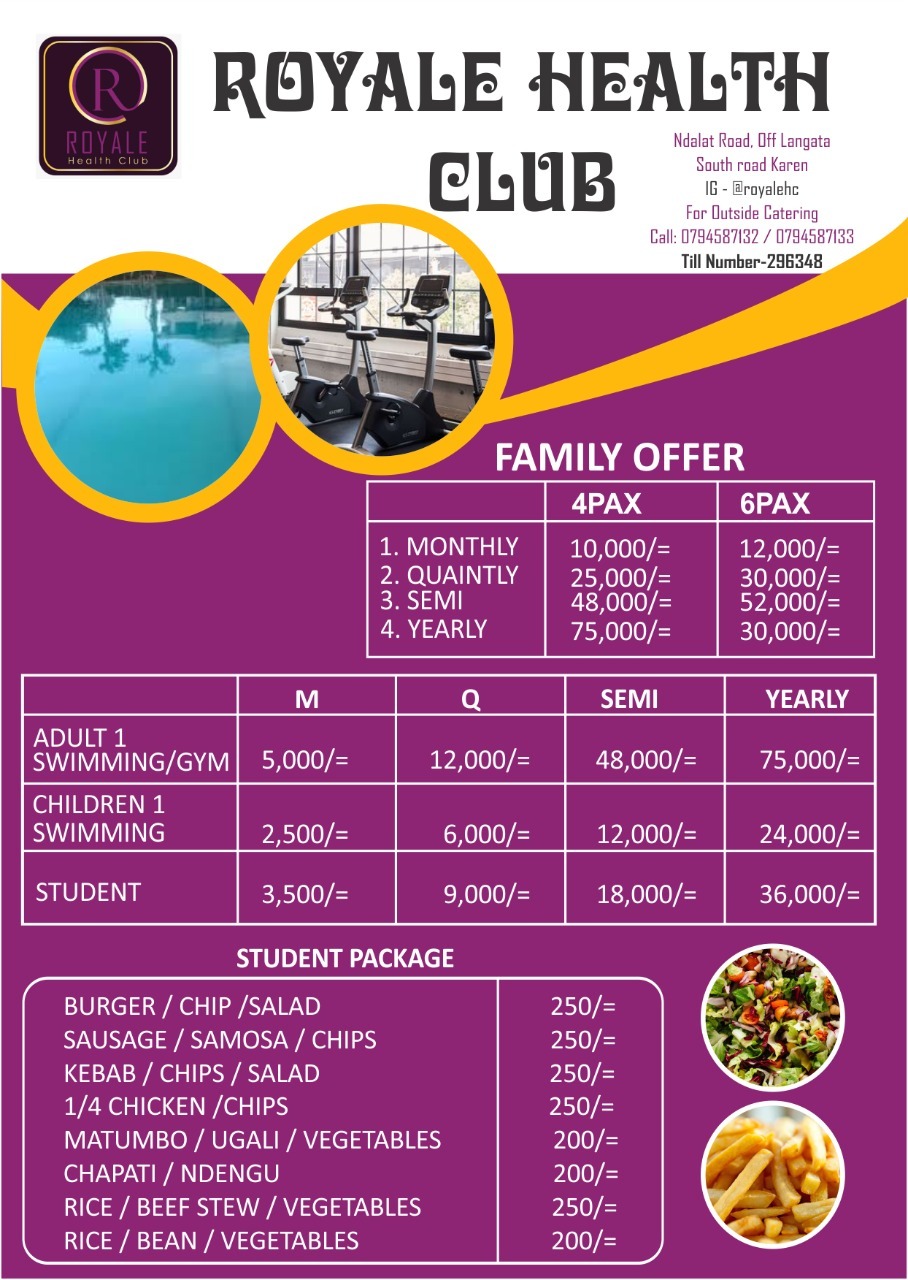 R
ROYALE
Health Club
ROYALE HEALTH
CLUB
Ndalat Road, Off Langata
South road Karen
IG - @royalehc
For Outside Catering
Call: 0794587132 / 0794587133
Till Number-296348
FAMILY OFFER
4PAX 6PAX
1. MONTHLY 10,000/= 12,000/=
2. QUAINTLY 25,000/= 30,000/=
3. SEMI 48,000/= 52,000/=
4. YEARLY 75,000/= 30,000/=
M Q SEMI YEARLY
ADULT 1
SWIMMING/GYM 5,000/= 12,000/= 48,000/= 75,000/=
CHILDREN 1
SWIMMING 2,500/= 6,000/= 12,000/= 24,000/=
STUDENT 3,500/= 9,000/= 18,000/= 36,000/=
STUDENT PACKAGE
BURGER / CHIP /SALAD 250/=
SAUSAGE / SAMOSA / CHIPS 250/=
KEBAB / CHIPS / SALAD 250/=
1/4 CHICKEN /CHIPS 250/=
MATUMBO / UGALI / VEGETABLES 200/=
CHAPATI / NDENGU 200/=
RICE / BEEF STEW / VEGETABLES 250/=
RICE / BEAN / VEGETABLES 200/=